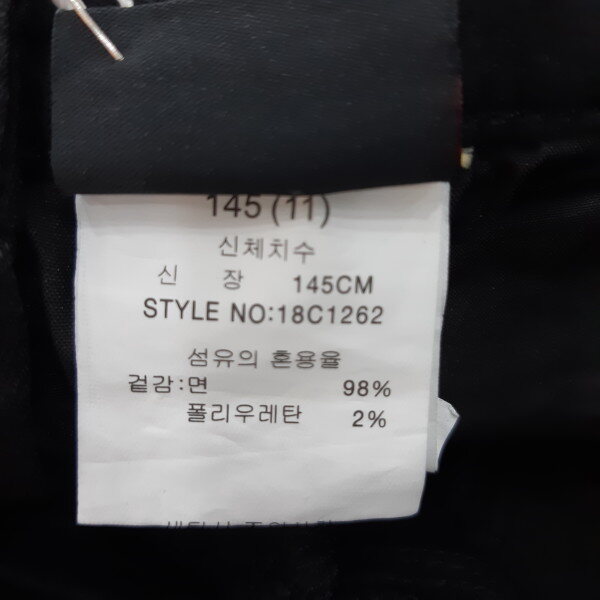 145 (11)
신체치수
신 장 145CM
STYLE NO:18C1262
섬유의 혼용율
겉감:면 98%
폴리우레탄 2%